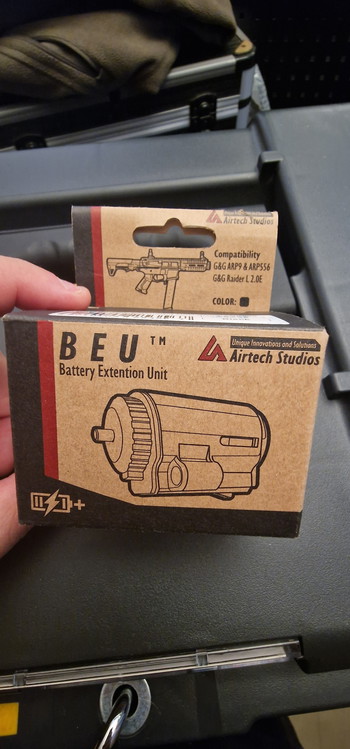 Airtech Studios
Compatibility
G&G ARP9 & ARP556
G&G Raider L 2.0E
COLOR:
BEU™
Battery Extention Unit
Unique Innovations and Solutions
Airtech Studios